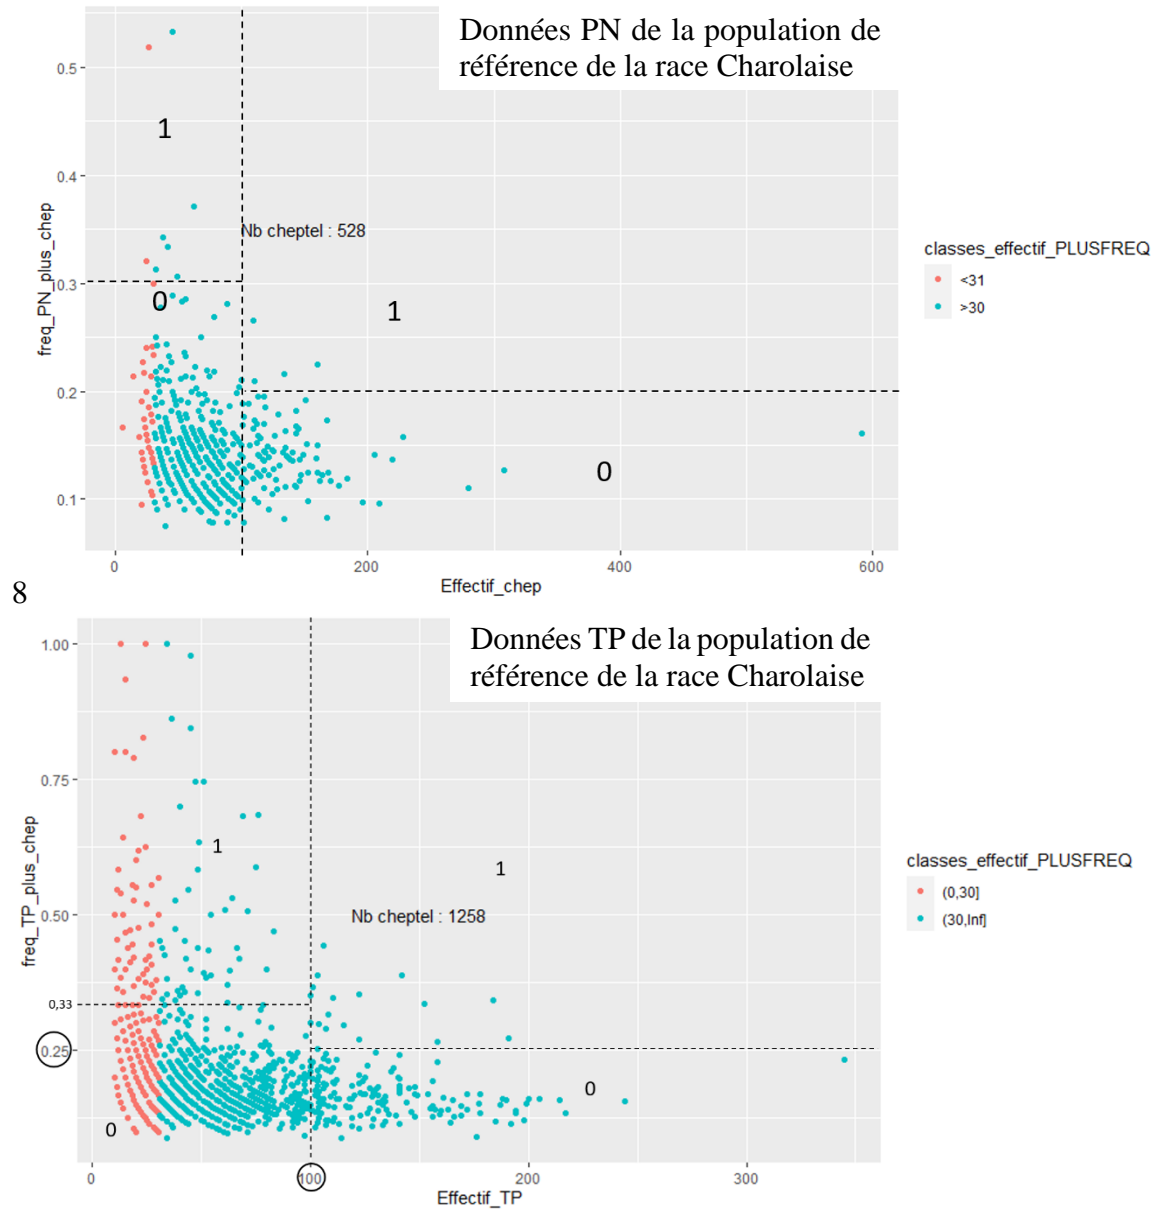 Données PN de la population de
référence de la race Charolaise
freq_PN_plus_chep
0.5
0.4
0.3
0.2
0.1
1
Nb cheptel : 528
0
1
0
0
200
400
600
Effectif_chep
classes_effectif_PLUSFREQ
<31
>30
8
Données TP de la population de
référence de la race Charolaise
freq_TP_plus_chep
1.00
0.75
0.50
0,33
0.25
1
1
Nb cheptel : 1258
0
0
0
100
200
300
Effectif_TP
classes_effectif_PLUSFREQ
(0,30]
(30,Inf]